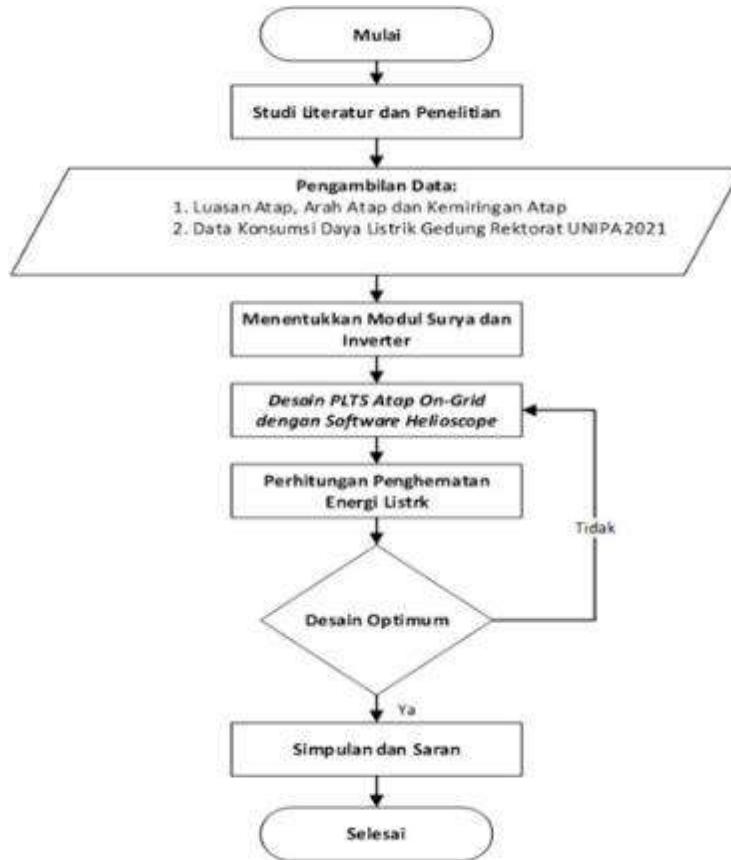 Mulai
Studi Literatur dan Penelitian
Pengambilan Data:
1. Luasan Atap, Arah Atap dan Kemiringan Atap
2. Data Konsumsi Daya Listrik Gedung Rektorat UNIPA 2021
Menentukkan Modul Surya dan
Inverter
Desain PLTS Atap On-Grid
dengan Software Helioscope
Perhitungan Penghematan
Energi Listrk
Tidak
Desain Optimum
Ya
Simpulan dan Saran
Selesai